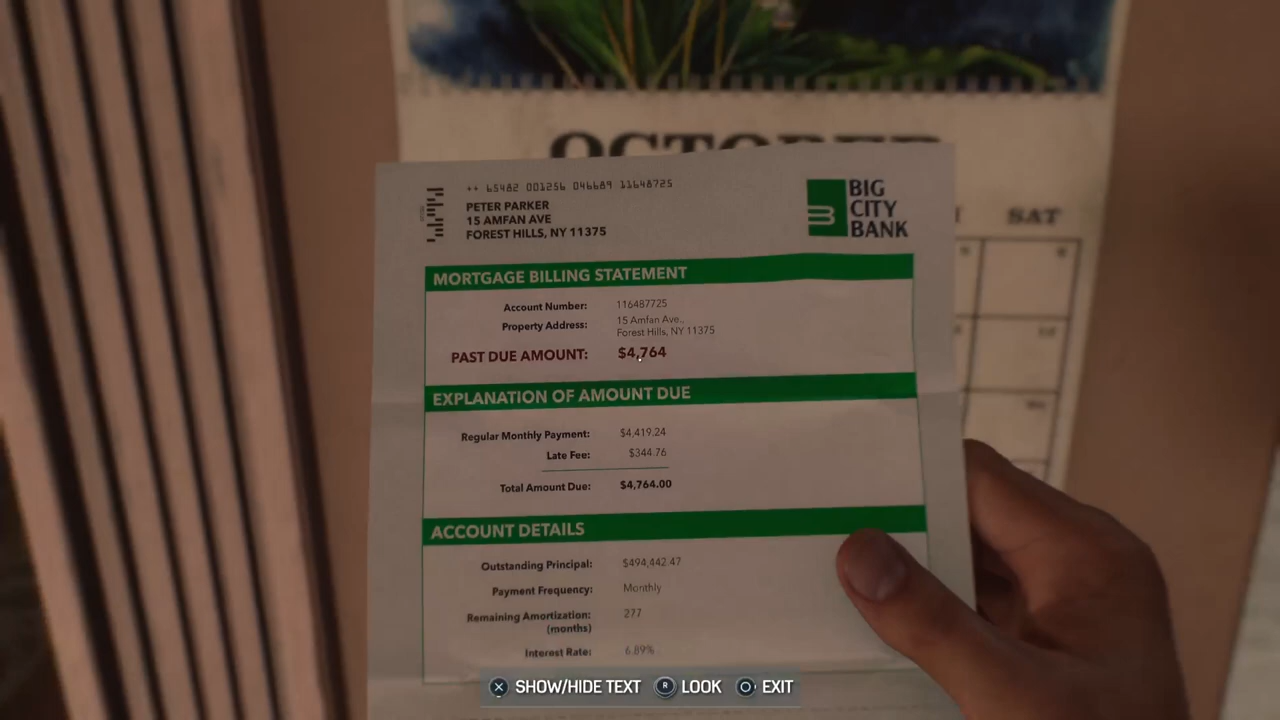 OCTOBER
++ 65482 001256 046689 11648725
PETER PARKER
15 AMFAN AVE
FOREST HILLS, NY 11375
BIG
CITY
BANK
SAT
MORTGAGE BILLING STATEMENT
Account Number: 116487725
Property Address: 15 Amfan Ave.,
Forest Hills, NY 11375
PAST DUE AMOUNT: $4,764
EXPLANATION OF AMOUNT DUE
Regular Monthly Payment: $4,419.24
Late Fee: $344.76
Total Amount Due: $4,764.00
ACCOUNT DETAILS
Outstanding Principal: $494,442.47
Payment Frequency: Monthly
Remaining Amortization: 277
(months)
Interest Rate: 6.89%
SHOW/HIDE TEXT R LOOK EXIT